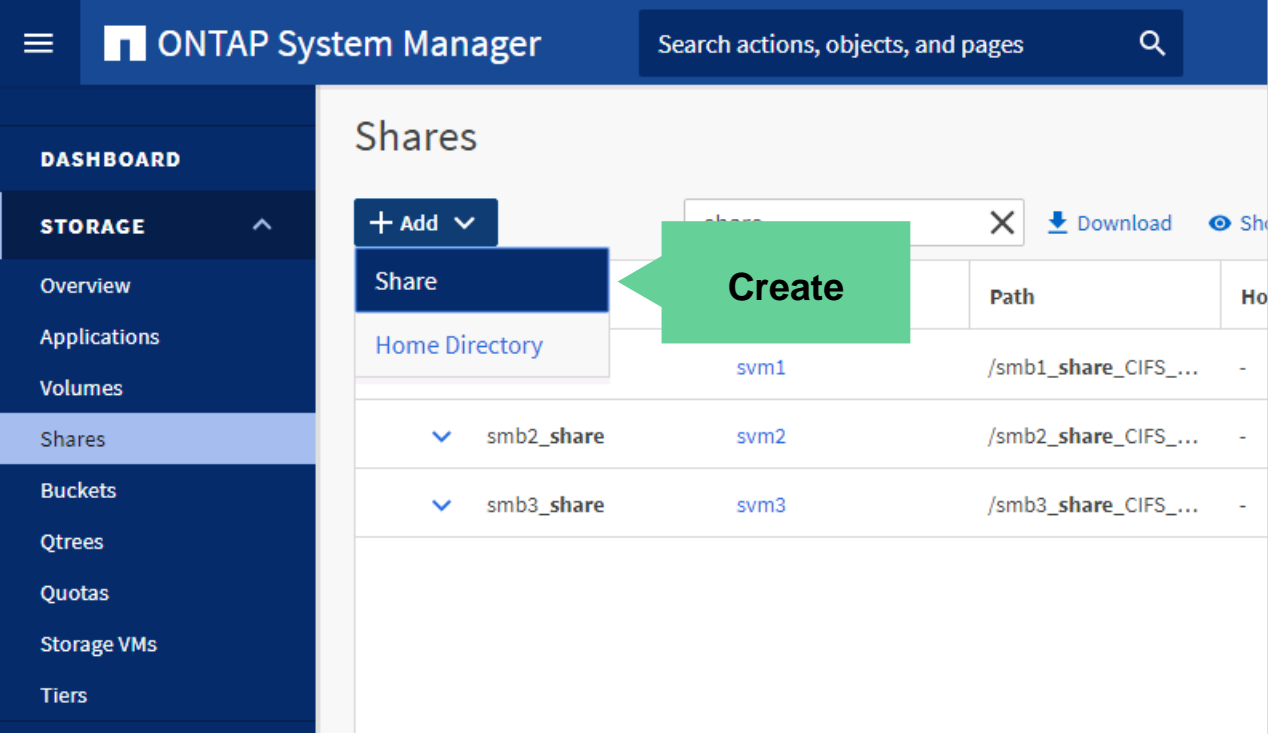 ONTAP System Manager
Search actions, objects, and pages
DASHBOARD
STORAGE
Overview
Applications
Volumes
Shares
Buckets
Qtrees
Quotas
Storage VMs
Tiers
Shares
+ Add
share
Download
Share
Home Directory
Create
Path
svm1
/smb1_share_CIFS_...
-
smb2_share
svm2
/smb2_share_CIFS_...
-
smb3_share
svm3
/smb3_share_CIFS_...
-